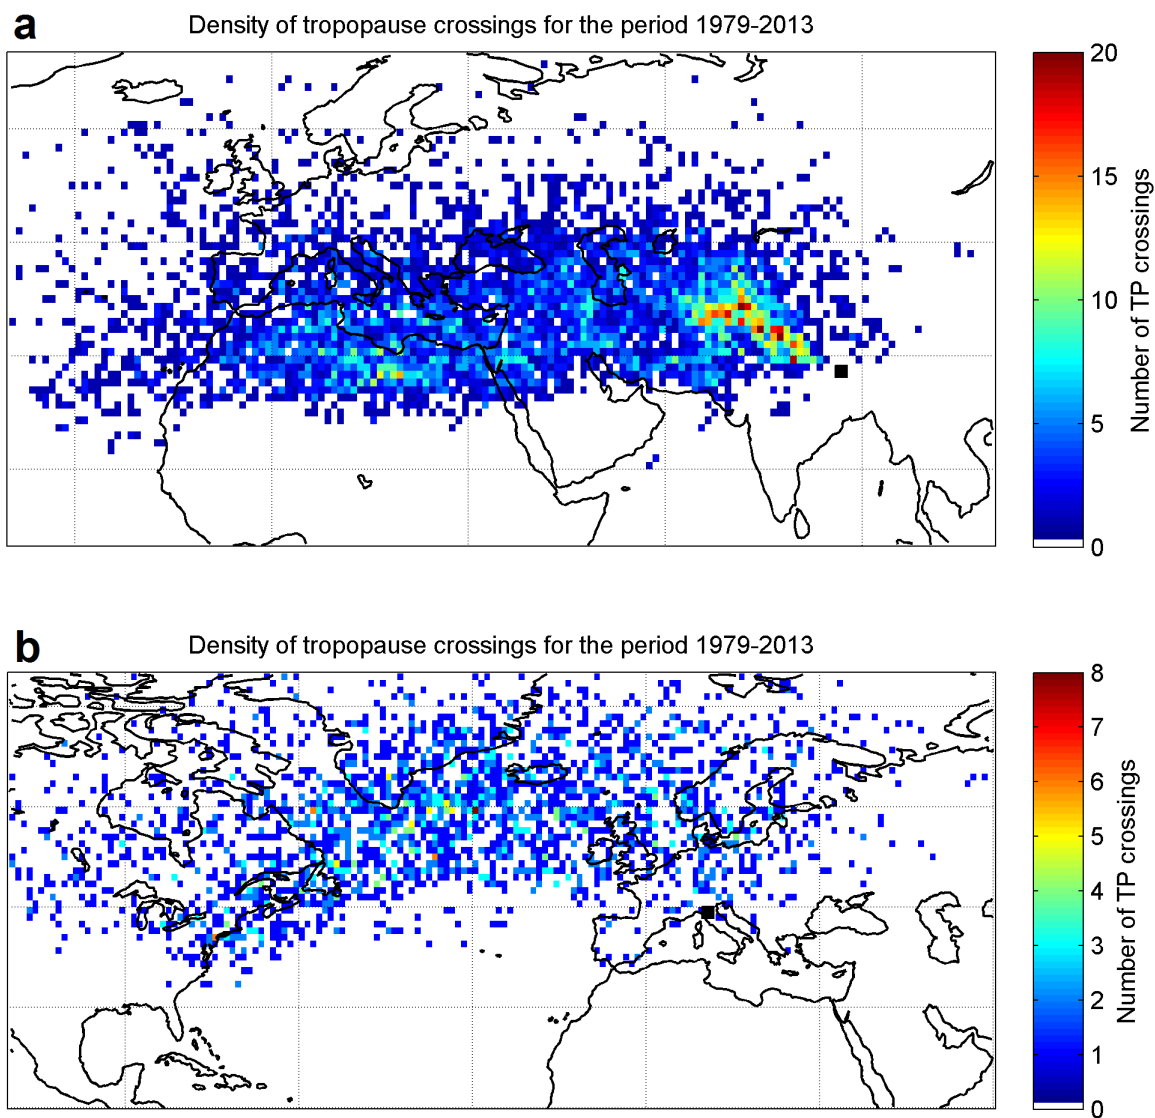 a
Density of tropopause crossings for the period 1979-2013
20
15
10
5
0
Number of TP crossings
b
Density of tropopause crossings for the period 1979-2013
8
7
6
5
4
3
2
1
0
Number of TP crossings